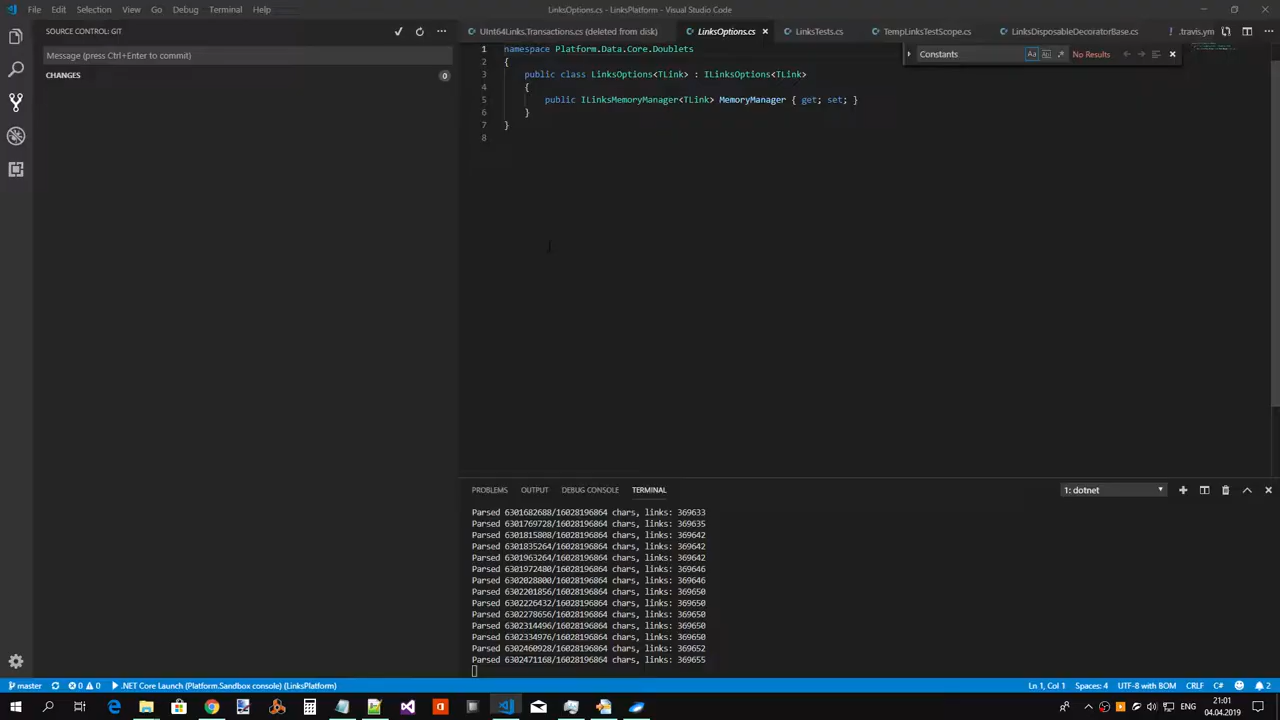 File Edit Selection View Go Debug Terminal Help
LinksOptions.cs - LinksPlatform - Visual Studio Code
SOURCE CONTROL: GIT
UInt64Links.Transactions.cs (deleted from disk) LinksOptions.cs LinksTests.cs TempLinksTestScope.cs LinksDisposableDecoratorBase.cs .travis.yml
Message (press Ctrl+Enter to commit)
CHANGES 0
Constants Aa No Results
1 namespace Platform.Data.Core.Doublets
2 {
3 public class LinksOptions<TLink> : ILinksOptions<TLink>
4 {
5 public ILinksMemoryManager<TLink> MemoryManager { get; set; }
6 }
7 }
8
PROBLEMS OUTPUT DEBUG CONSOLE TERMINAL 1: dotnet
Parsed 6301682688/16028196864 chars, links: 369633
Parsed 6301769728/16028196864 chars, links: 369635
Parsed 6301815808/16028196864 chars, links: 369642
Parsed 6301835264/16028196864 chars, links: 369642
Parsed 6301963264/16028196864 chars, links: 369642
Parsed 6301972480/16028196864 chars, links: 369646
Parsed 6302028800/16028196864 chars, links: 369646
Parsed 6302201856/16028196864 chars, links: 369650
Parsed 6302226432/16028196864 chars, links: 369650
Parsed 6302278656/16028196864 chars, links: 369650
Parsed 6302314496/16028196864 chars, links: 369650
Parsed 6302334976/16028196864 chars, links: 369650
Parsed 6302460928/16028196864 chars, links: 369652
Parsed 6302471168/16028196864 chars, links: 369655
master 0 0 .NET Core Launch (Platform.Sandbox console) (LinksPlatform) Ln 1, Col 1 Spaces: 4 UTF-8 with BOM CRLF C# 2
ENG
21:01
04.04.2019